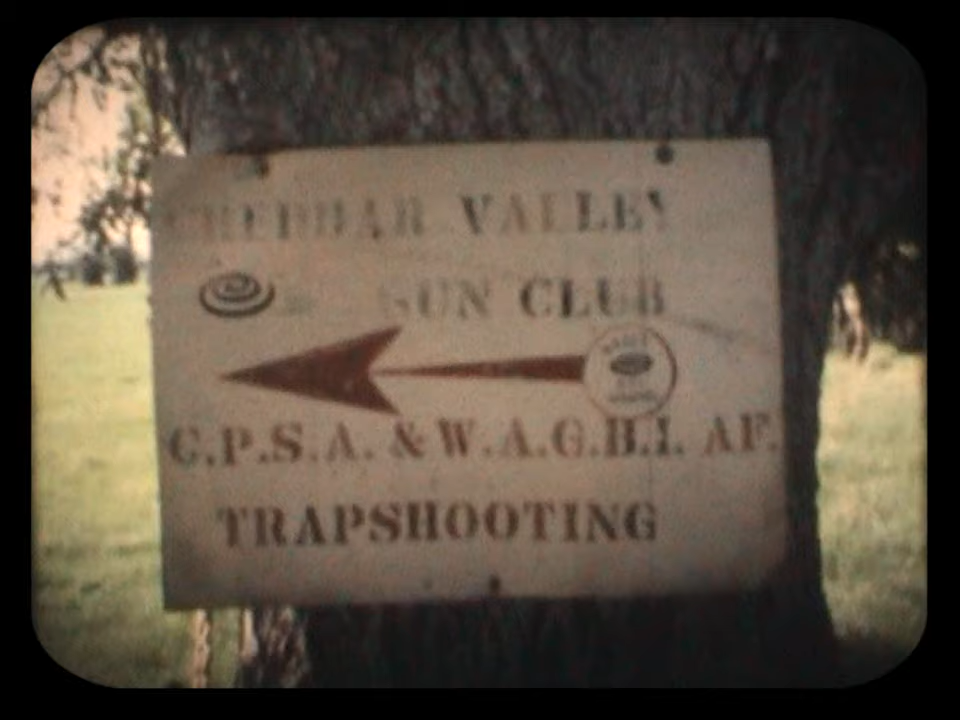 CHEDDAR VALLEY
GUN CLUB
C.P.S.A. & W.A.G.B.I. AF.
TRAPSHOOTING